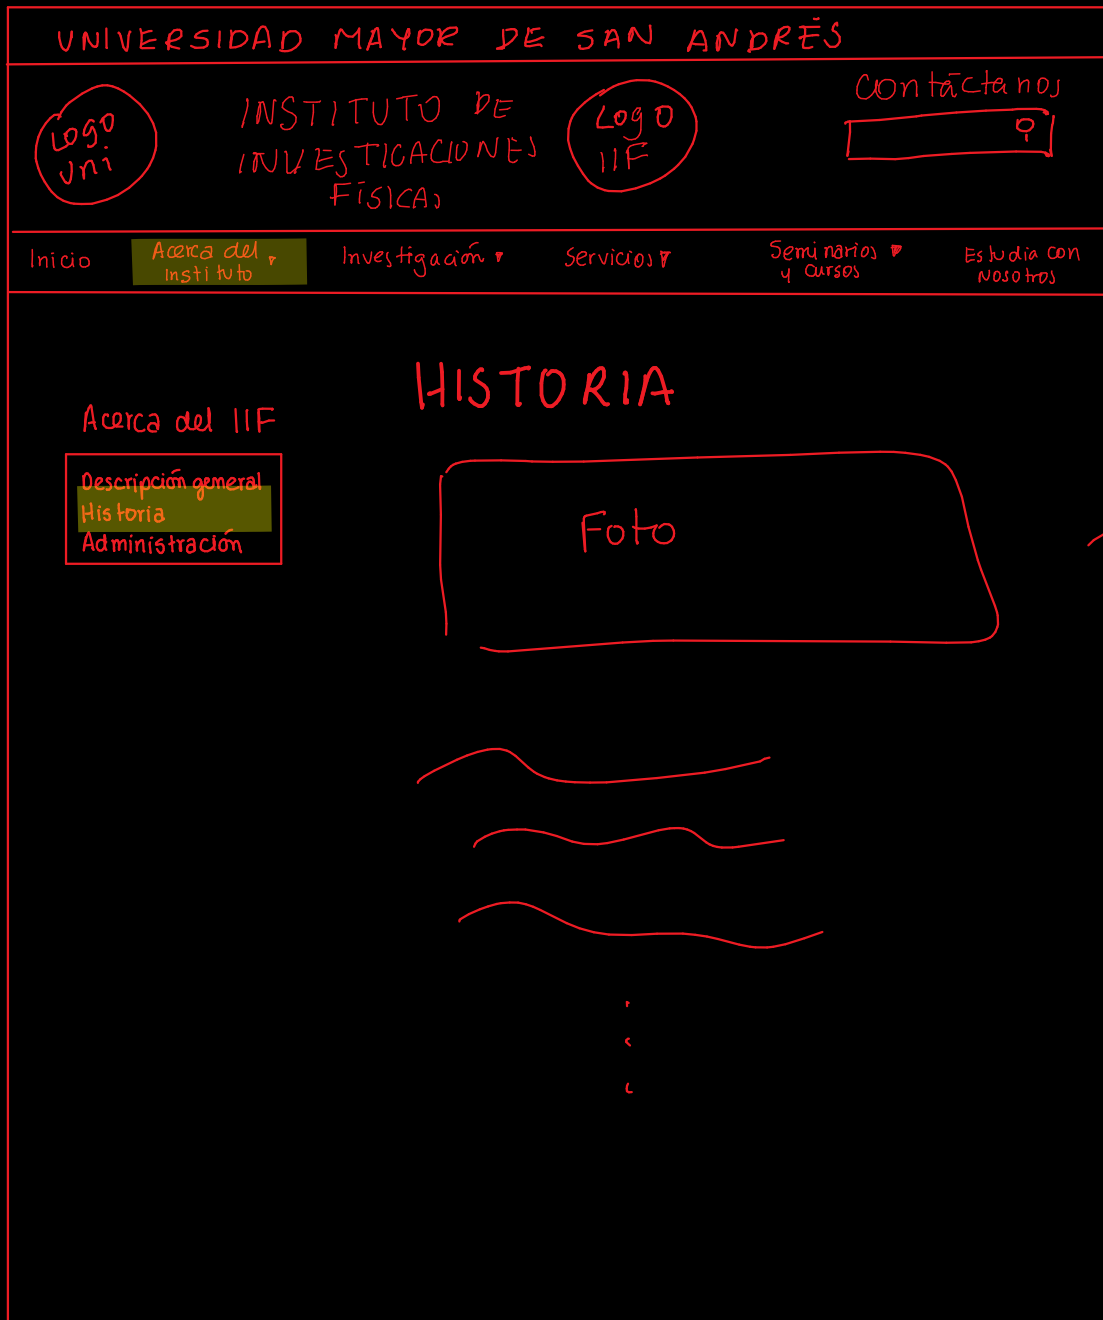 UNIVERSIDAD MAYOR DE SAN ANDRÉS
Logo
uni
INSTITUTO DE
INVESTIGACIONES
FÍSICAS
LOGO
IIF
Contáctanos
Inicio
Acerca del
Instituto
Investigación
Servicios
Seminarios
y cursos
Estudia con
Nosotros
HISTORIA
Acerca del IIF
Descripción general
Historia
Administración
Foto